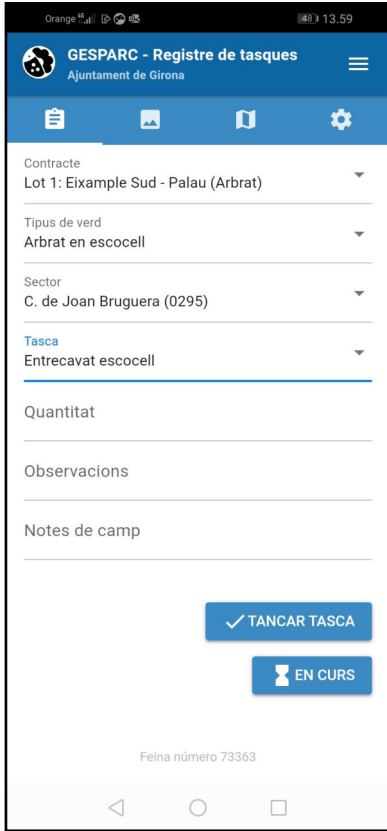 Orange 4G 48 13.59
GESPARC - Registre de tasques
Ajuntament de Girona
Contracte
Lot 1: Eixample Sud - Palau (Arbrat)
Tipus de verd
Arbrat en escocell
Sector
C. de Joan Bruguera (0295)
Tasca
Entrecavat escocell
Quantitat
Observacions
Notes de camp
TANCAR TASCA
EN CURS
Feina número 73363